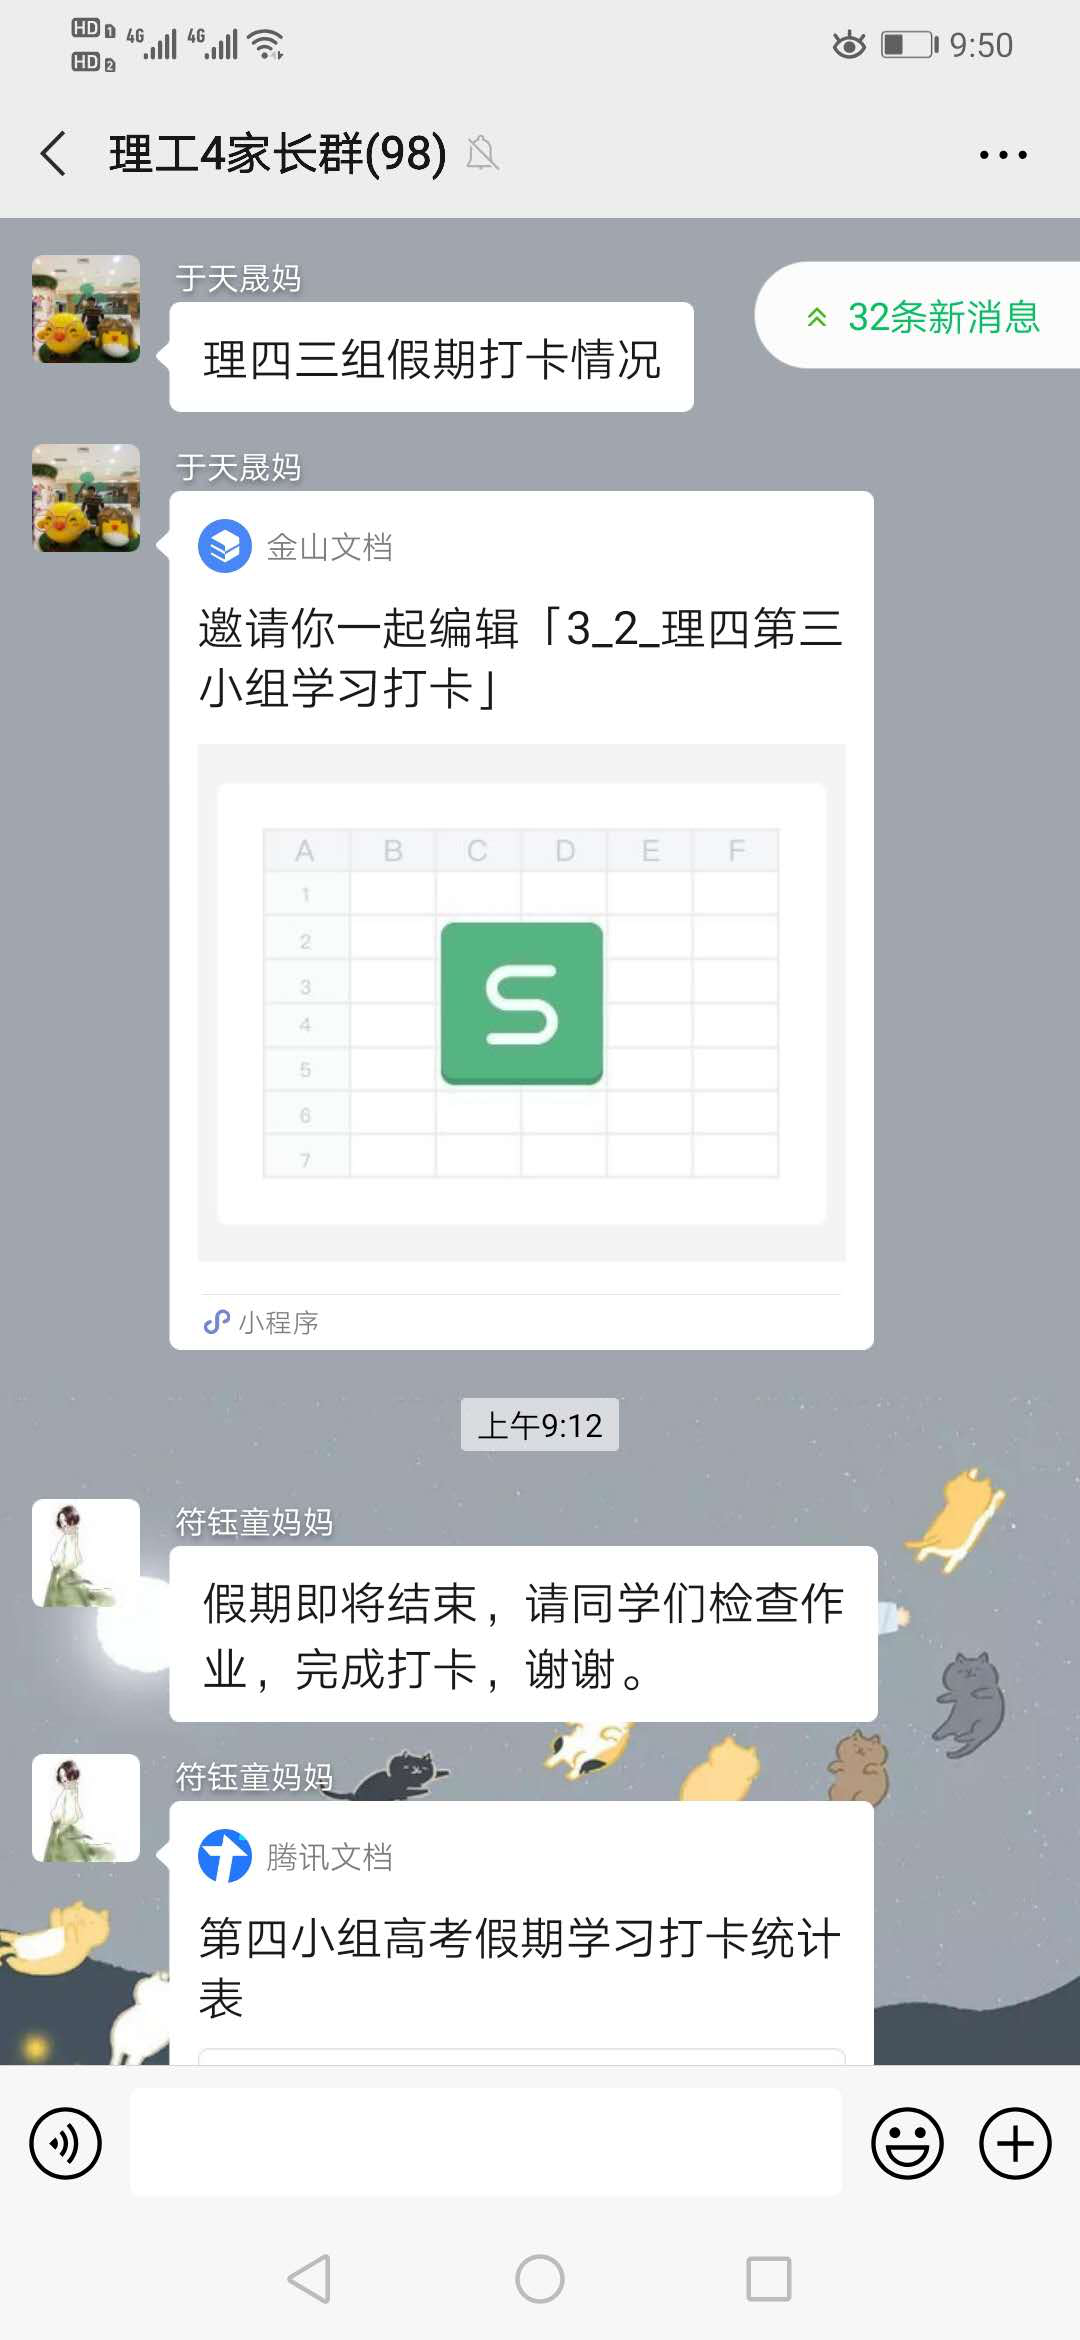 HD 1 4G 4G 9:50
HD 2
理工4家长群(98)
于天晟妈
32条新消息
理四三组假期打卡情况
于天晟妈
金山文档
邀请你一起编辑「3_2_理四第三
小组学习打卡」
A B C D E F
1
2
3
4
5
6
7
S
小程序
上午9:12
符钰童妈妈
假期即将结束，请同学们检查作
业，完成打卡，谢谢。
符钰童妈妈
腾讯文档
第四小组高考假期学习打卡统计
表